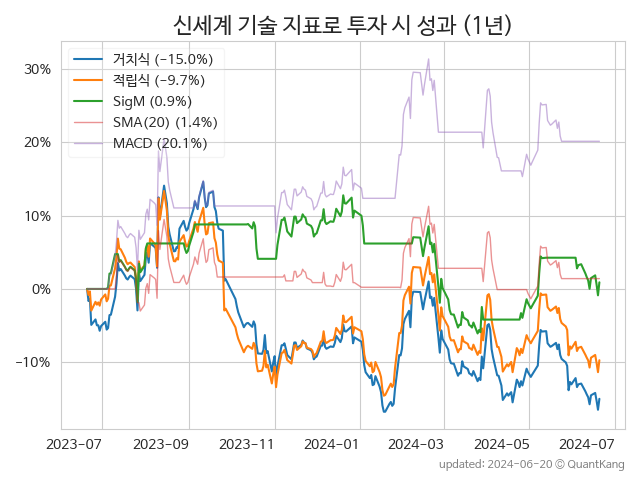 신세계 기술 지표로 투자 시 성과 (1년)
거치식 (−15.0%)
적립식 (−9.7%)
SigM (0.9%)
SMA(20) (1.4%)
MACD (20.1%)
30%
20%
10%
0%
−10%
2023-07
2023-09
2023-11
2024-01
2024-03
2024-05
2024-07
updated: 2024-06-20 © QuantKang